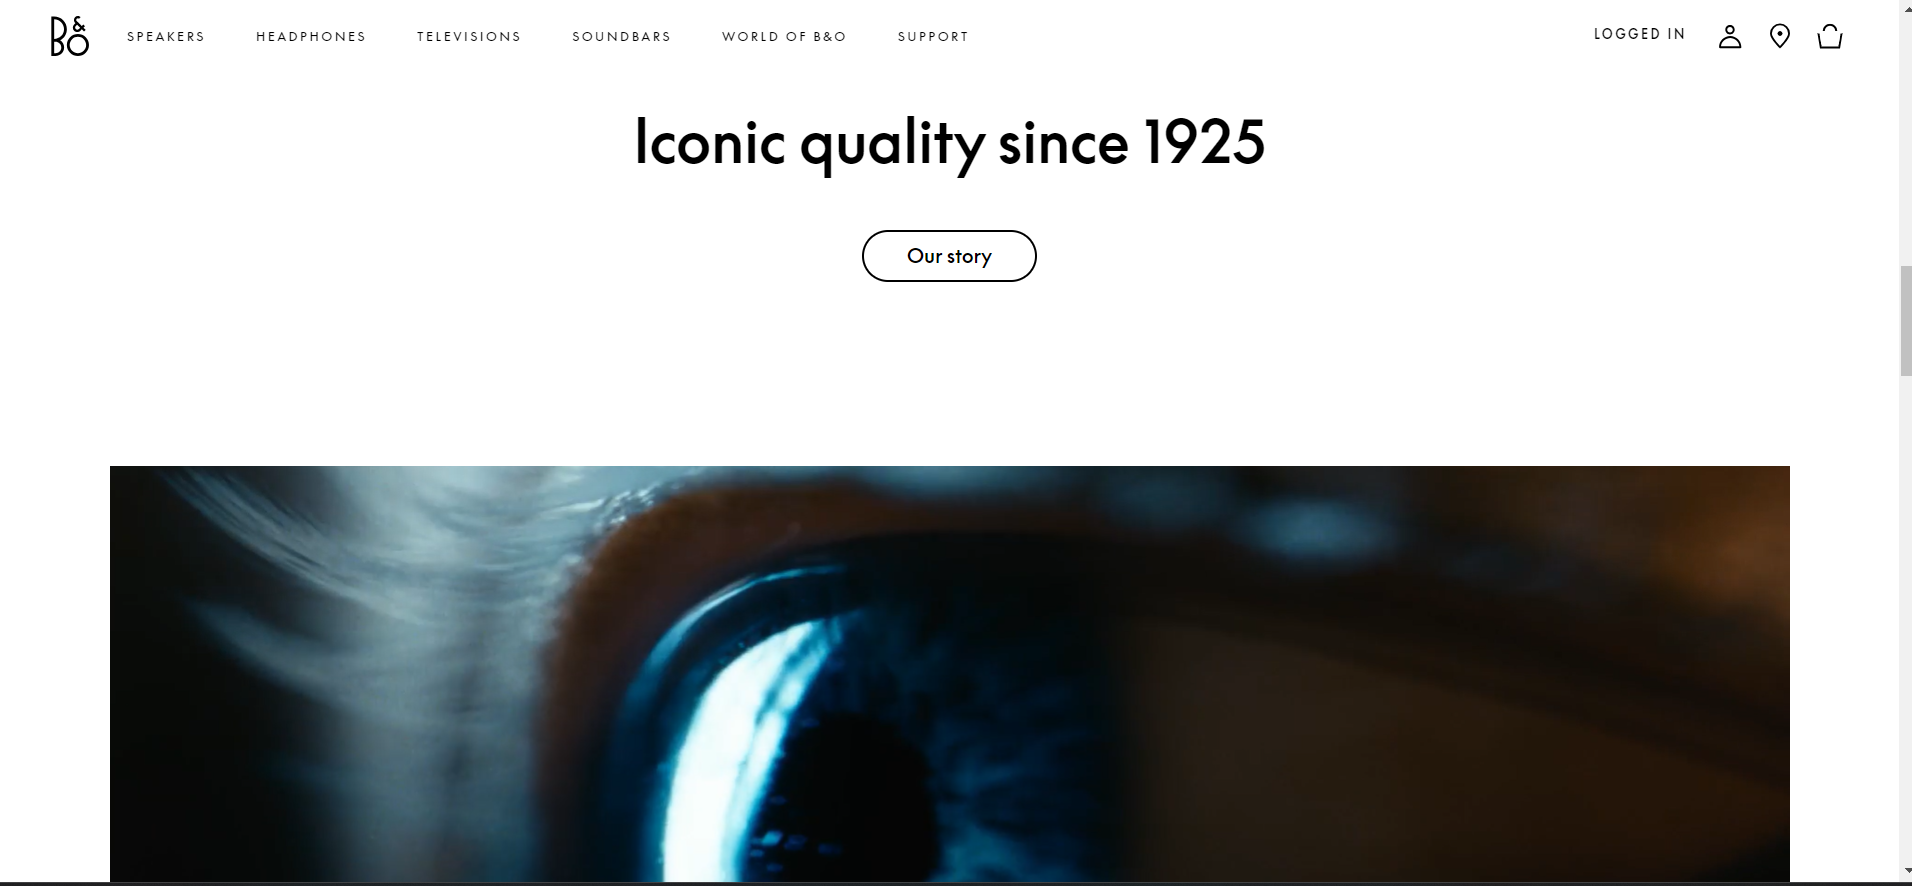 B&O
SPEAKERS HEADPHONES TELEVISIONS SOUNDBARS WORLD OF B&O SUPPORT LOGGED IN
Iconic quality since 1925
Our story